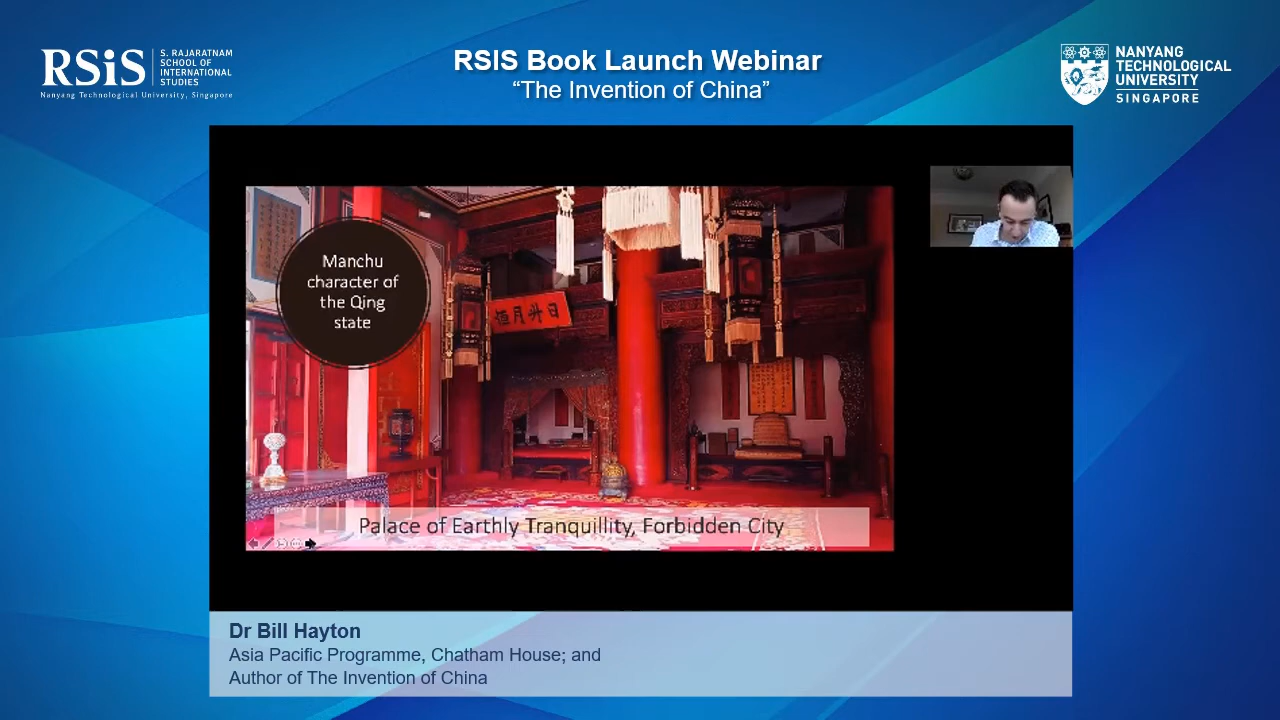 RSiS
S. RAJARATNAM
SCHOOL OF
INTERNATIONAL
STUDIES
Nanyang Technological University, Singapore
RSIS Book Launch Webinar
“The Invention of China”
NANYANG
TECHNOLOGICAL
UNIVERSITY
SINGAPORE
Manchu
character of
the Qing
state
恒月升日
Palace of Earthly Tranquillity, Forbidden City
Dr Bill Hayton
Asia Pacific Programme, Chatham House; and
Author of The Invention of China